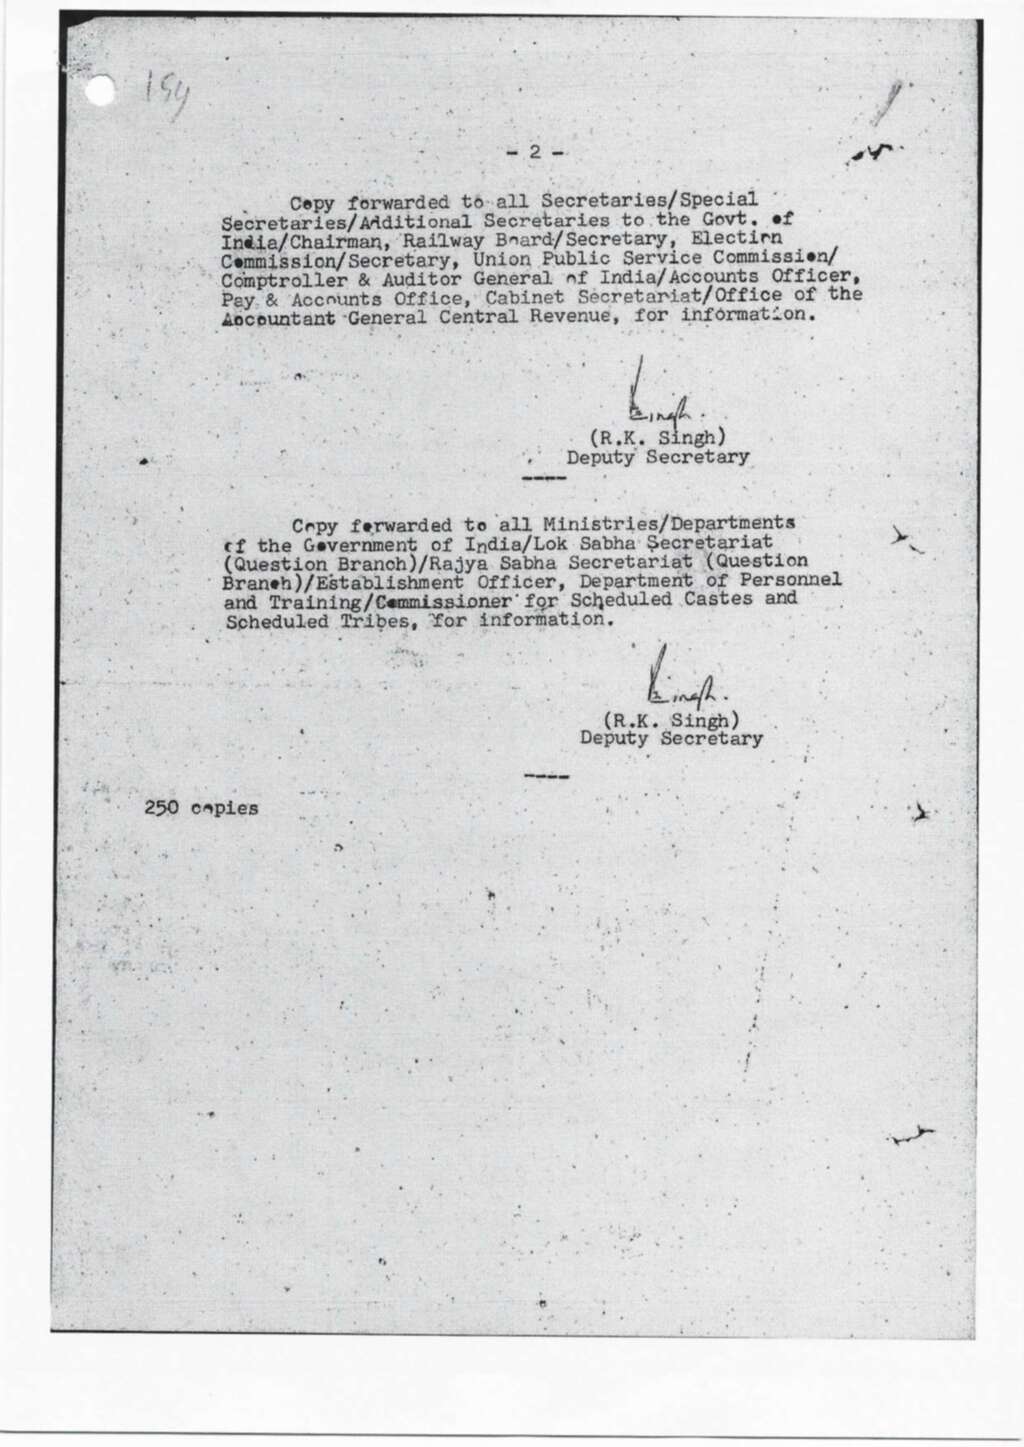 154
- 2 -
Copy forwarded to all Secretaries/Special
Secretaries/Additional Secretaries to the Govt. of
India/Chairman, Railway Board/Secretary, Election
Commission/Secretary, Union Public Service Commission/
Comptroller & Auditor General of India/Accounts Officer,
Pay & Accounts Office, Cabinet Secretariat/Office of the
Accountant General Central Revenue, for information.
Singh.
(R.K. Singh)
Deputy Secretary
----
Copy forwarded to all Ministries/Departments
of the Government of India/Lok Sabha Secretariat
(Question Branch)/Rajya Sabha Secretariat (Question
Branch)/Establishment Officer, Department of Personnel
and Training/Commissioner for Scheduled Castes and
Scheduled Tribes, for information.
Singh.
(R.K. Singh)
Deputy Secretary
----
250 copies